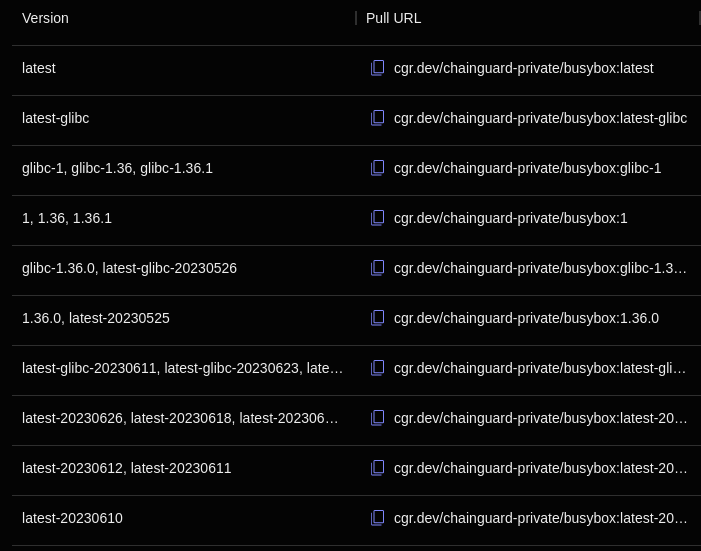 Version Pull URL
latest cgr.dev/chainguard-private/busybox:latest
latest-glibc cgr.dev/chainguard-private/busybox:latest-glibc
glibc-1, glibc-1.36, glibc-1.36.1 cgr.dev/chainguard-private/busybox:glibc-1
1, 1.36, 1.36.1 cgr.dev/chainguard-private/busybox:1
glibc-1.36.0, latest-glibc-20230526 cgr.dev/chainguard-private/busybox:glibc-1.3…
1.36.0, latest-20230525 cgr.dev/chainguard-private/busybox:1.36.0
latest-glibc-20230611, latest-glibc-20230623, late… cgr.dev/chainguard-private/busybox:latest-gli…
latest-20230626, latest-20230618, latest-202306… cgr.dev/chainguard-private/busybox:latest-20…
latest-20230612, latest-20230611 cgr.dev/chainguard-private/busybox:latest-20…
latest-20230610 cgr.dev/chainguard-private/busybox:latest-20…